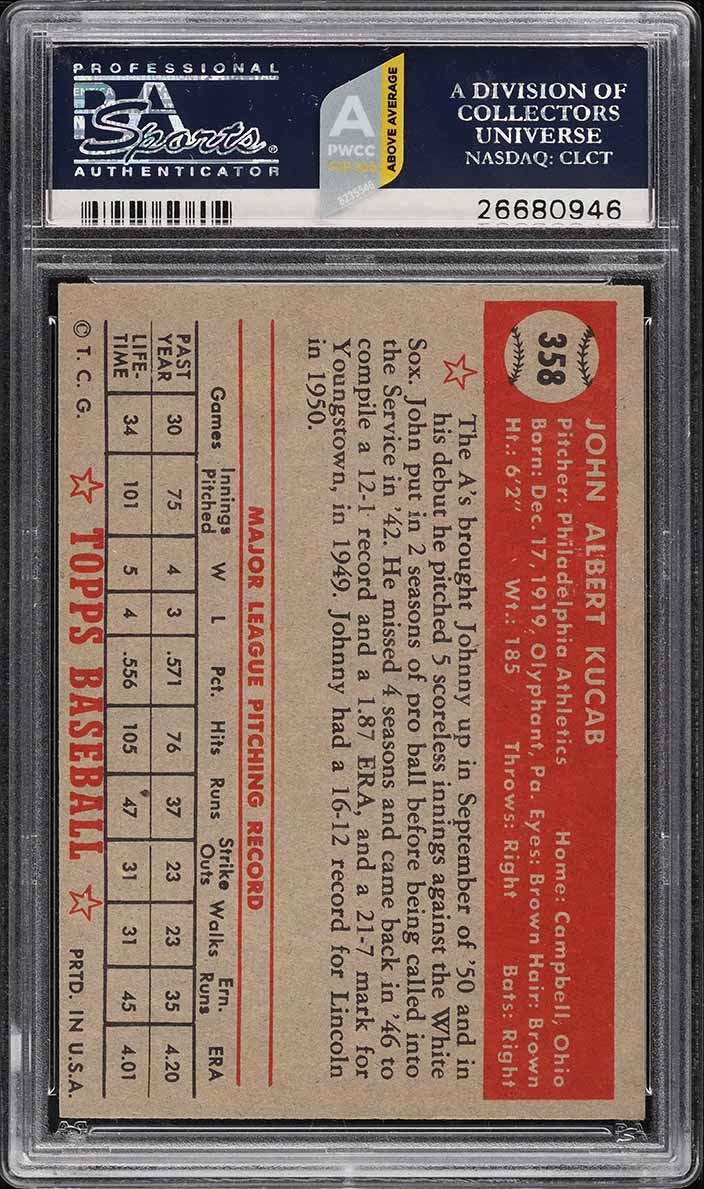 PROFESSIONAL
PSA
Sports®
AUTHENTICATOR
A
PWCC
8235546
ABOVE AVERAGE
A DIVISION OF
COLLECTORS
UNIVERSE
NASDAQ: CLCT
26680946
358
JOHN ALBERT KUCAB
Pitcher: Philadelphia Athletics Home: Campbell, Ohio
Born: Dec. 17, 1919, Olyphant, Pa. Eyes: Brown Hair: Brown
Ht.: 6'2" Wt.: 185 Throws: Right Bats: Right
The A's brought Johnny up in September of '50 and in
his debut he pitched 5 scoreless innings against the White
Sox. John put in 2 seasons of pro ball before being called into
the Service in '42. He missed 4 seasons and came back in '46 to
compile a 12-1 record and a 1.87 ERA, and a 21-7 mark for
Youngstown, in 1949. Johnny had a 16-12 record for Lincoln
in 1950.
MAJOR LEAGUE PITCHING RECORD
Games Innings Pitched W L Pct. Hits Runs Strike Outs Walks Ern. Runs ERA
PAST YEAR 30 75 4 3 .571 76 37 23 23 35 4.20
LIFE-TIME 34 101 5 4 .556 105 47 31 31 45 4.01
© T. C. G. TOPPS BASEBALL PRTD. IN U.S.A.